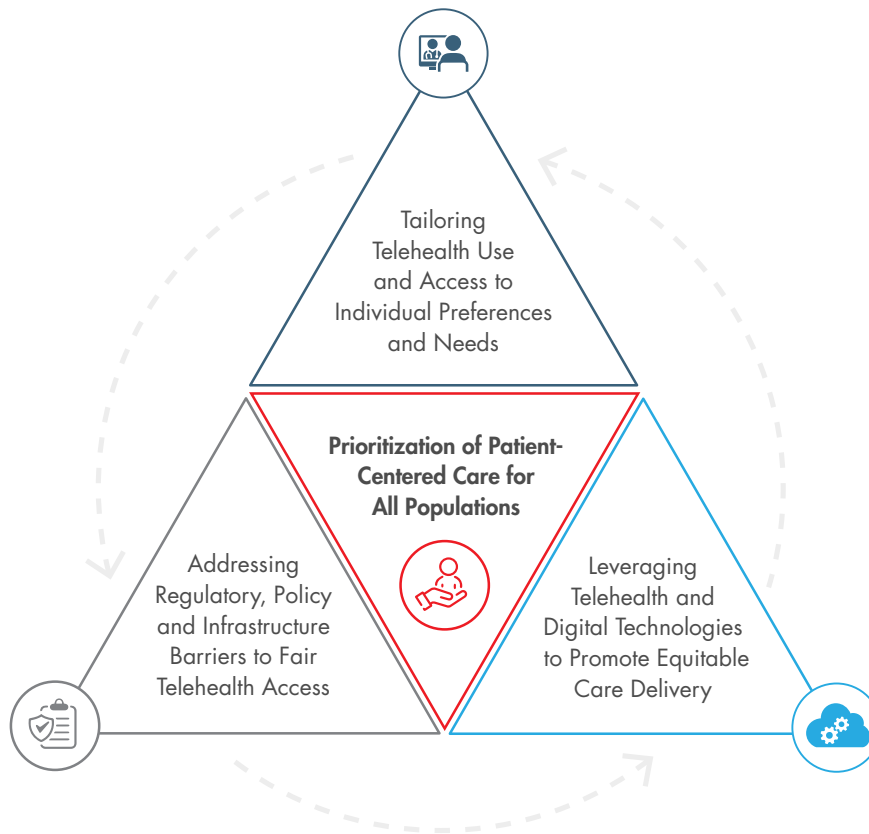 Tailoring
Telehealth Use
and Access to
Individual Preferences
and Needs
Prioritization of Patient-
Centered Care for
All Populations
Addressing
Regulatory, Policy
and Infrastructure
Barriers to Fair
Telehealth Access
Leveraging
Telehealth and
Digital Technologies
to Promote Equitable
Care Delivery